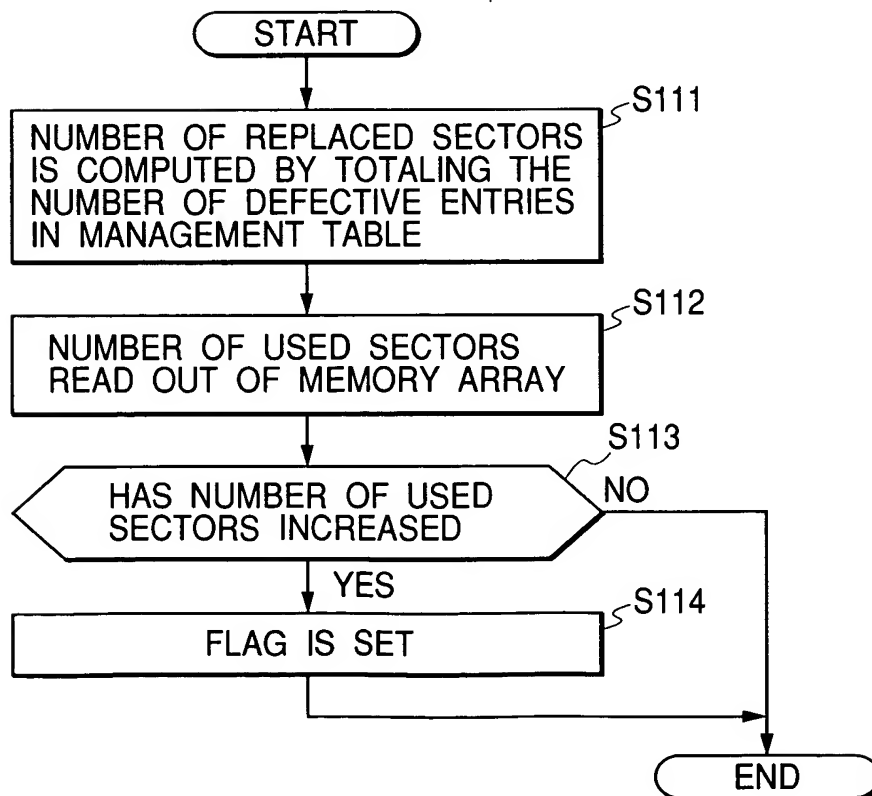 START
S111
NUMBER OF REPLACED SECTORS
IS COMPUTED BY TOTALING THE
NUMBER OF DEFECTIVE ENTRIES
IN MANAGEMENT TABLE
S112
NUMBER OF USED SECTORS
READ OUT OF MEMORY ARRAY
S113
HAS NUMBER OF USED
SECTORS INCREASED
NO
YES
S114
FLAG IS SET
END